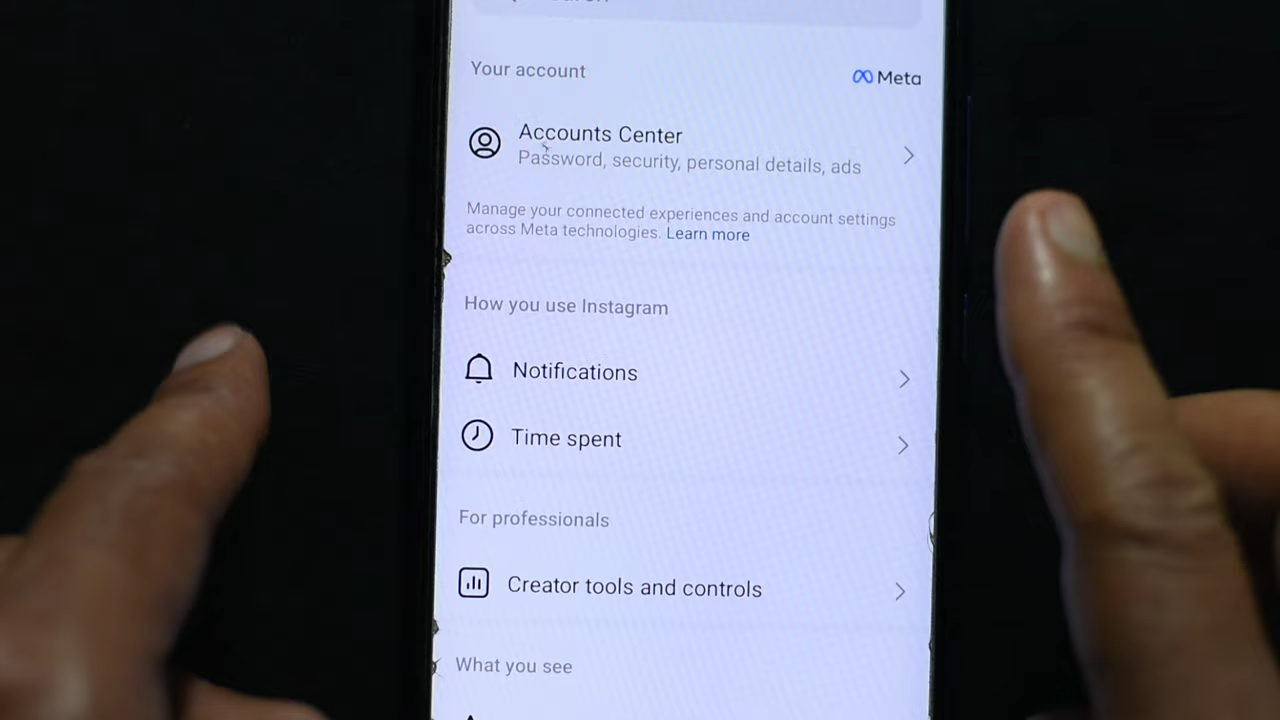 Your account
Meta
Accounts Center
Password, security, personal details, ads
Manage your connected experiences and account settings
across Meta technologies. Learn more
How you use Instagram
Notifications
Time spent
For professionals
Creator tools and controls
What you see